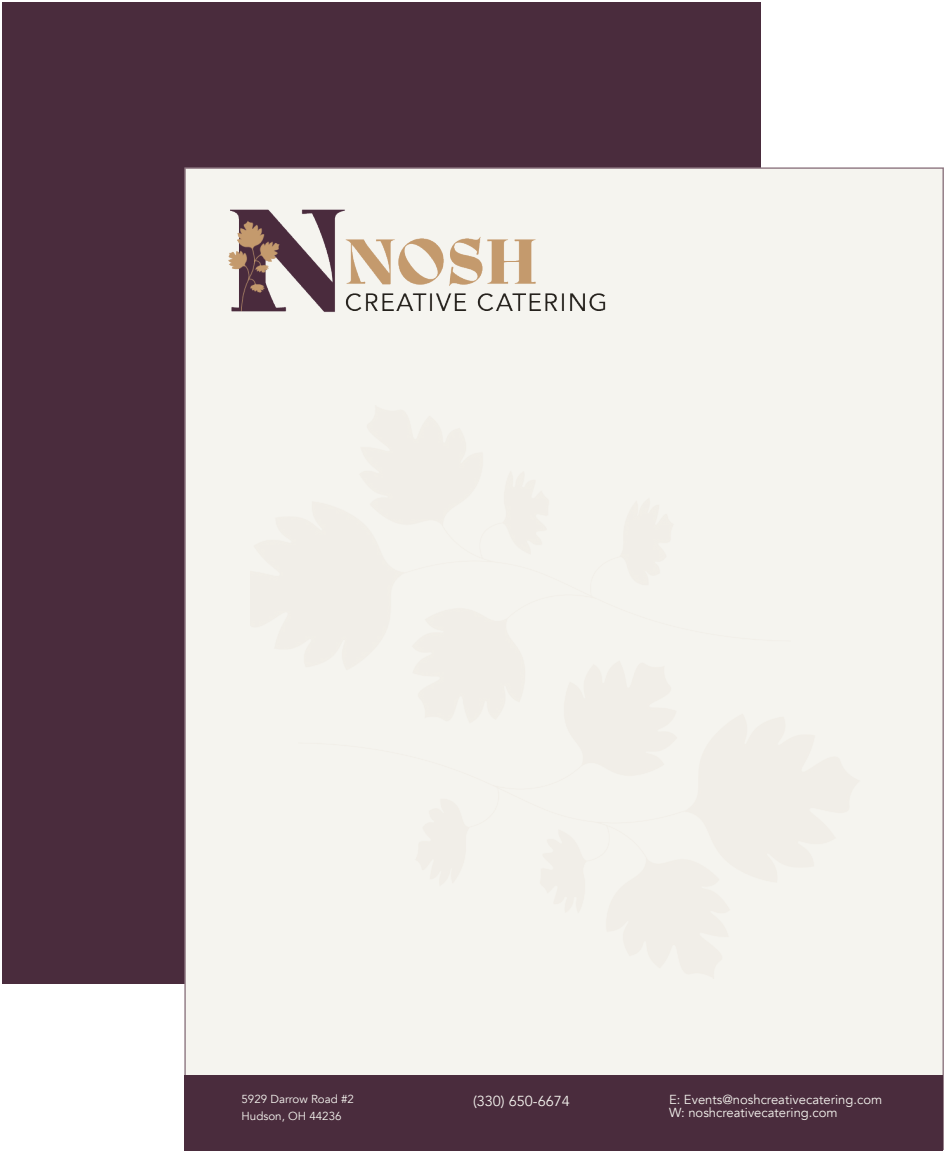 N NOSH
CREATIVE CATERING
5929 Darrow Road #2
Hudson, OH 44236
(330) 650-6674
E: Events@noshcreativecatering.com
W: noshcreativecatering.com